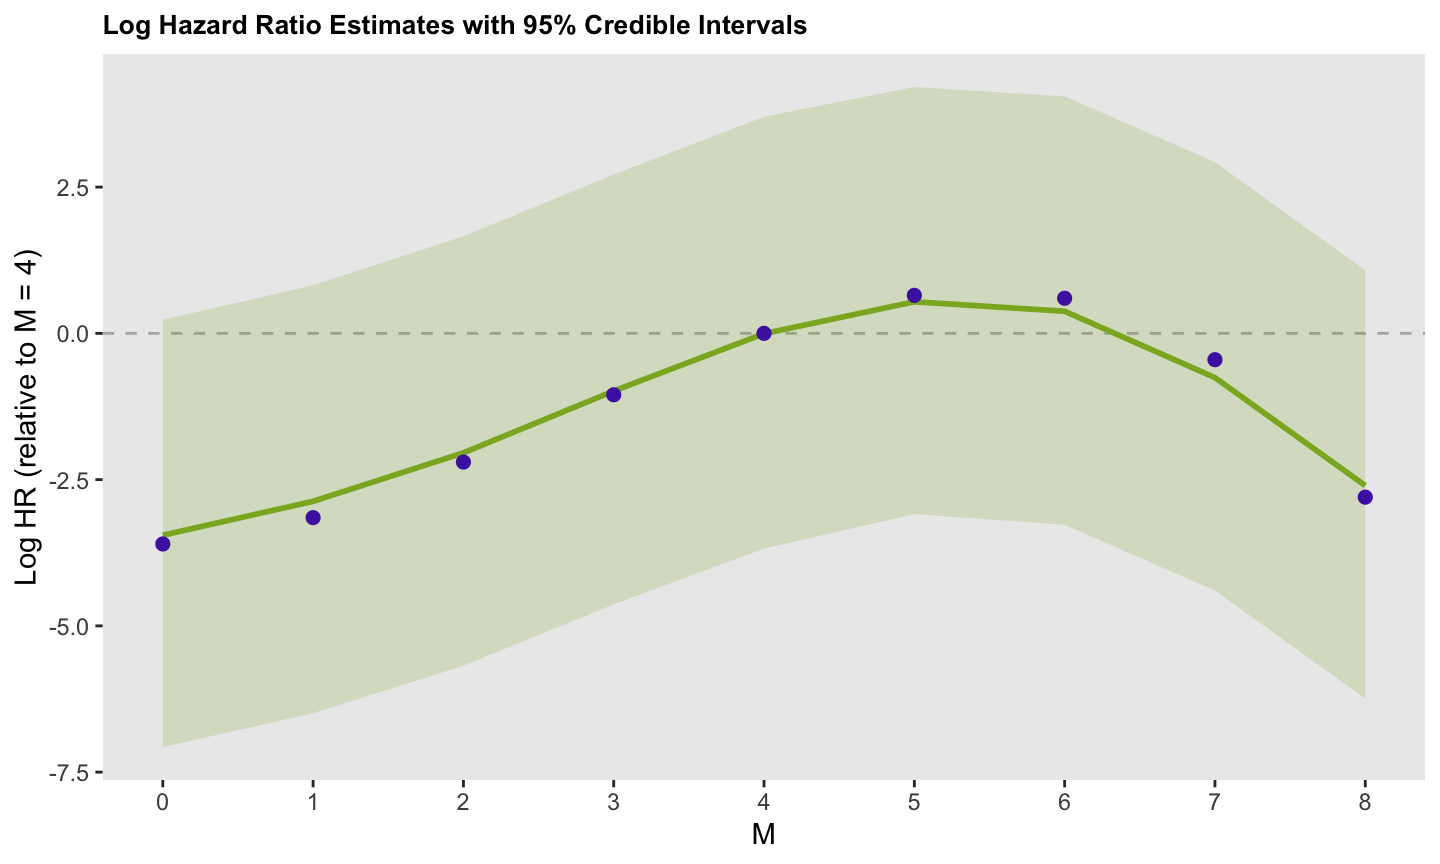 Log Hazard Ratio Estimates with 95% Credible Intervals
Log HR (relative to M = 4)
2.5
0.0
-2.5
-5.0
-7.5
0 1 2 3 4 5 6 7 8
M